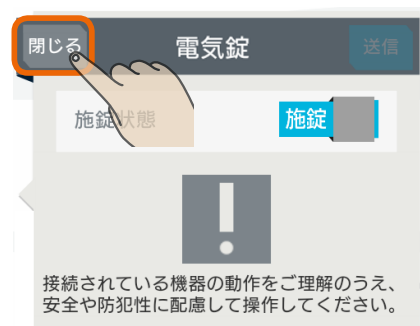 閉じる 電気錠 送信
施錠状態 施錠
接続されている機器の動作をご理解のうえ、
安全や防犯性に配慮して操作してください。